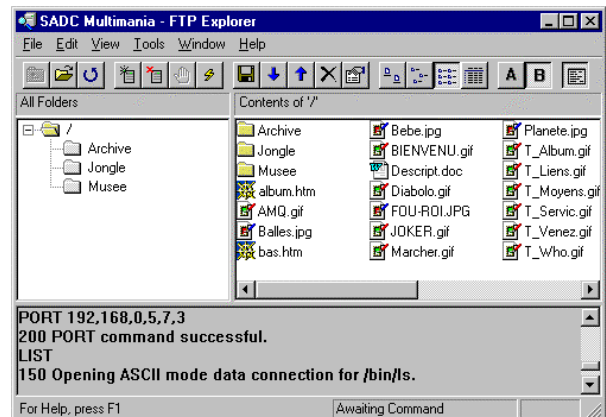 SADC Multimania - FTP Explorer
File Edit View Tools Window Help
A B
All Folders
Contents of '/'
/
Archive
Jongle
Musee
Archive
Jongle
Musee
album.htm
AMQ.gif
Balles.jpg
bas.htm
Bebe.jpg
BIENVENU.gif
Descript.doc
Diabolo.gif
FOU-ROI.JPG
JOKER.gif
Marcher.gif
Planete.jpg
T_Album.gif
T_Liens.gif
T_Moyens.gif
T_Servic.gif
T_Venez.gif
T_Who.gif
PORT 192,168,0,5,7,3
200 PORT command successful.
LIST
150 Opening ASCII mode data connection for /bin/ls.
For Help, press F1
Awaiting Command